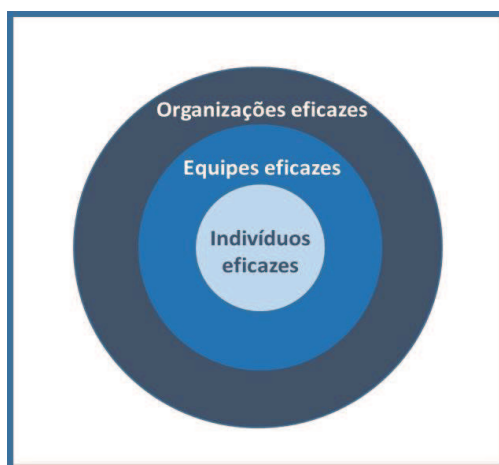 Organizações eficazes
Equipes eficazes
Indivíduos
eficazes